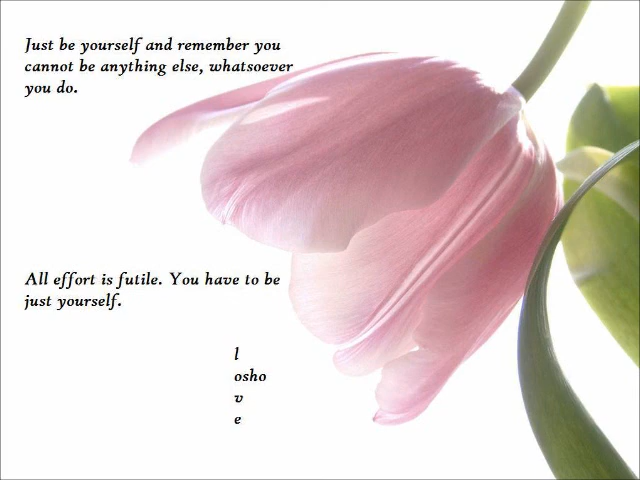 Just be yourself and remember you
cannot be anything else, whatsoever
you do.
All effort is futile. You have to be
just yourself.
l
osho
v
e